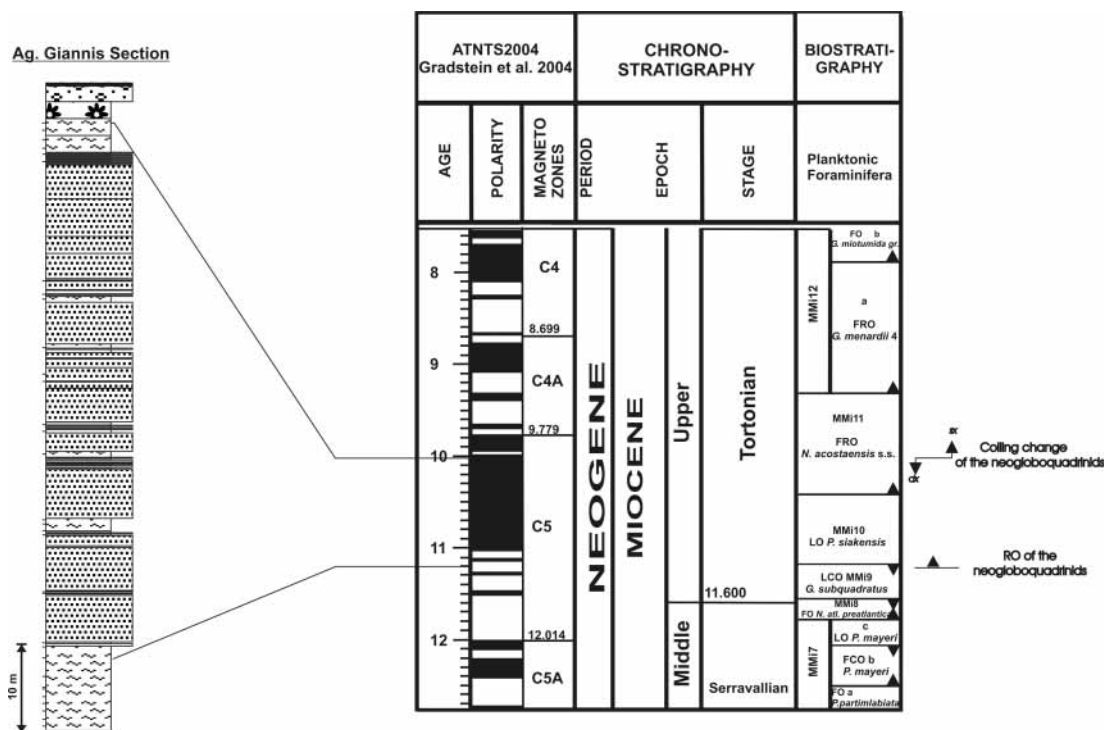 Ag. Giannis Section
10 m
ATNTS2004
Gradstein et al. 2004
CHRONO-
STRATIGRAPHY
BIOSTRATI-
GRAPHY
AGE
POLARITY
MAGNETO
ZONES
PERIOD
EPOCH
STAGE
Planktonic
Foraminifera
8
9
10
11
12
C4
8.699
C4A
9.779
C5
12.014
C5A
NEOGENE
MIOCENE
Upper
Middle
Tortonian
11.600
Serravallian
FO b
G. miotumida gr.
MMi12
a
FRO
G. menardii 4
MMi11
FRO
N. acostaensis s.s.
MMi10
LO P. siakensis
LCO MMi9
G. subquadratus
MMi8
FO N. atl. preatlantica
MMi7
c
LO P. mayeri
FCO b
P. mayeri
FO a
P.partimlabiata
sx
dx
Coiling change
of the neogloboquadrinids
RO of the
neogloboquadrinids